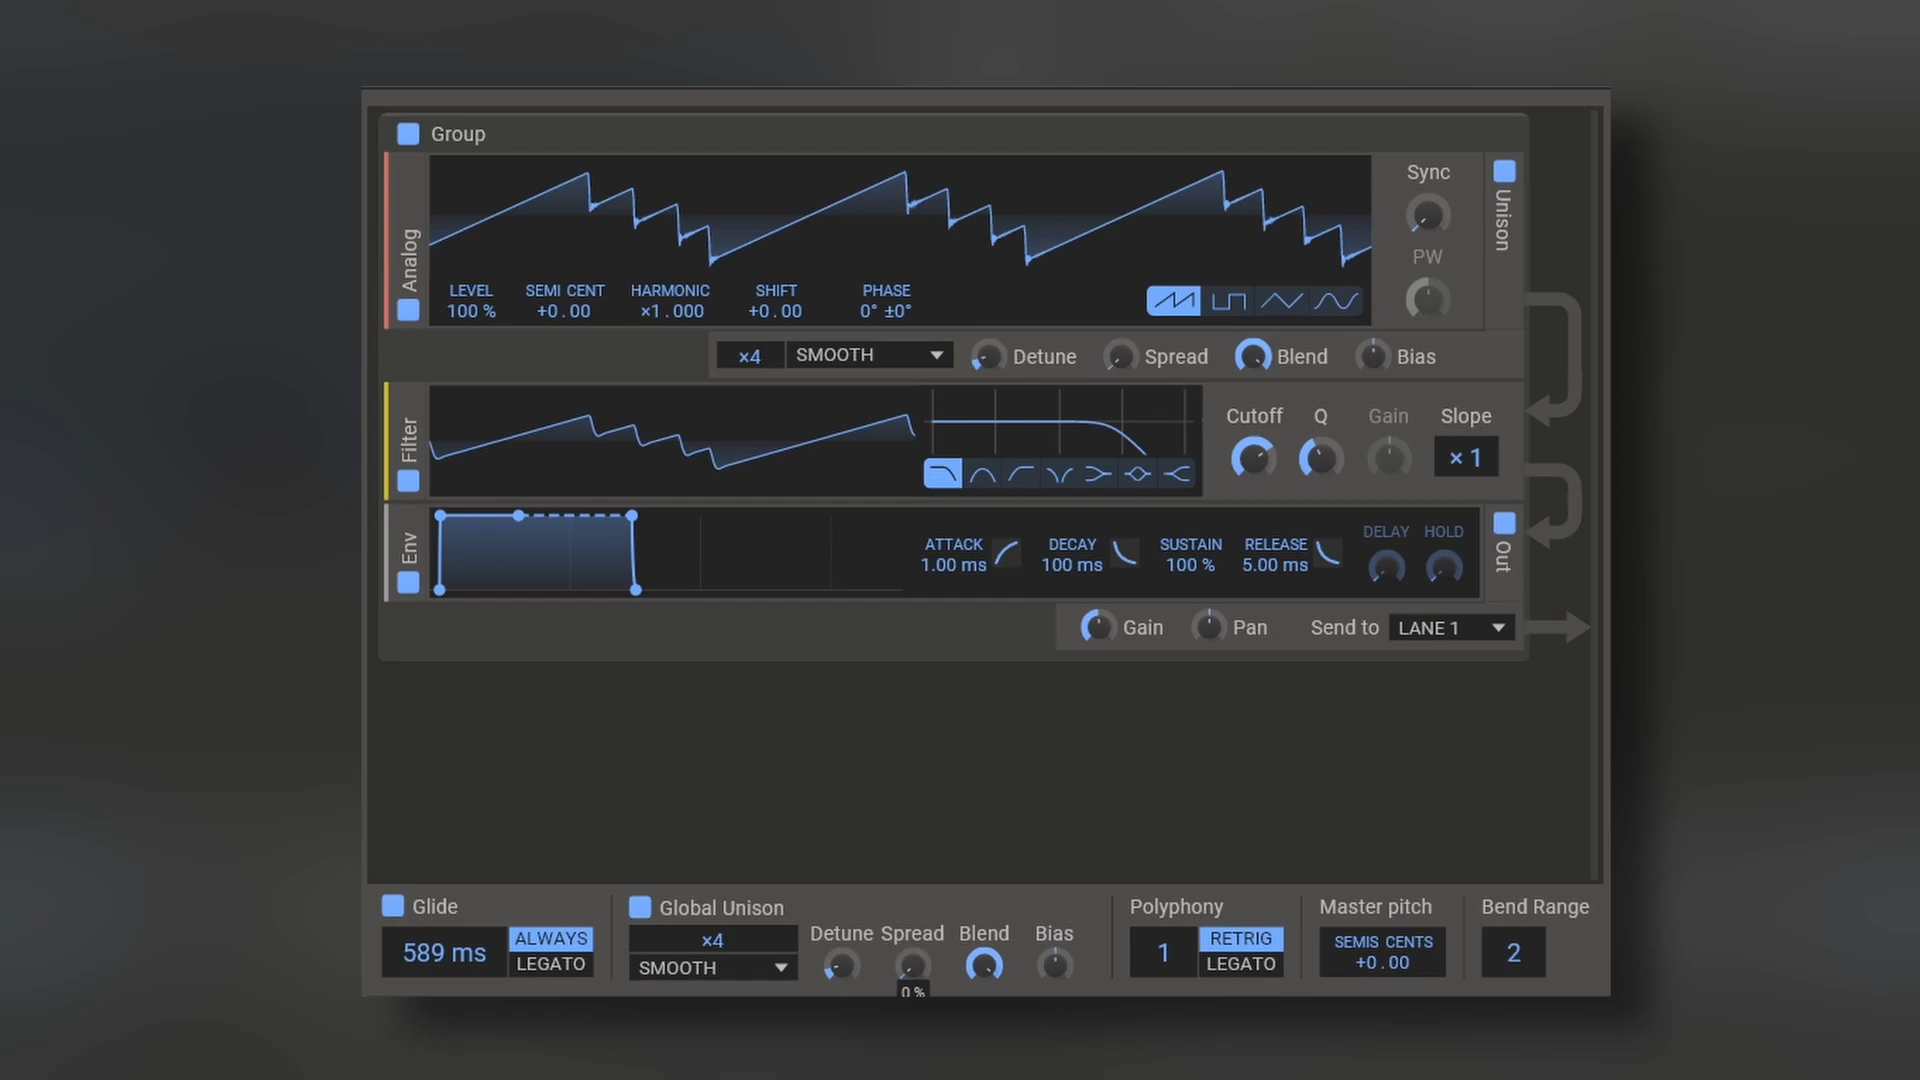 Group
Analog
Sync
PW
Unison
LEVEL SEMI CENT HARMONIC SHIFT PHASE
100 % +0.00 ×1.000 +0.00 0° ±0°
×4 SMOOTH Detune Spread Blend Bias
Filter
Cutoff Q Gain Slope
× 1
Env
ATTACK DECAY SUSTAIN RELEASE DELAY HOLD
1.00 ms 100 ms 100 % 5.00 ms
Out
Gain Pan Send to LANE 1
Glide
589 ms
ALWAYS
LEGATO
Global Unison
×4
SMOOTH
Detune Spread Blend Bias
0 %
Polyphony
1
RETRIG
LEGATO
Master pitch
SEMIS CENTS
+0.00
Bend Range
2